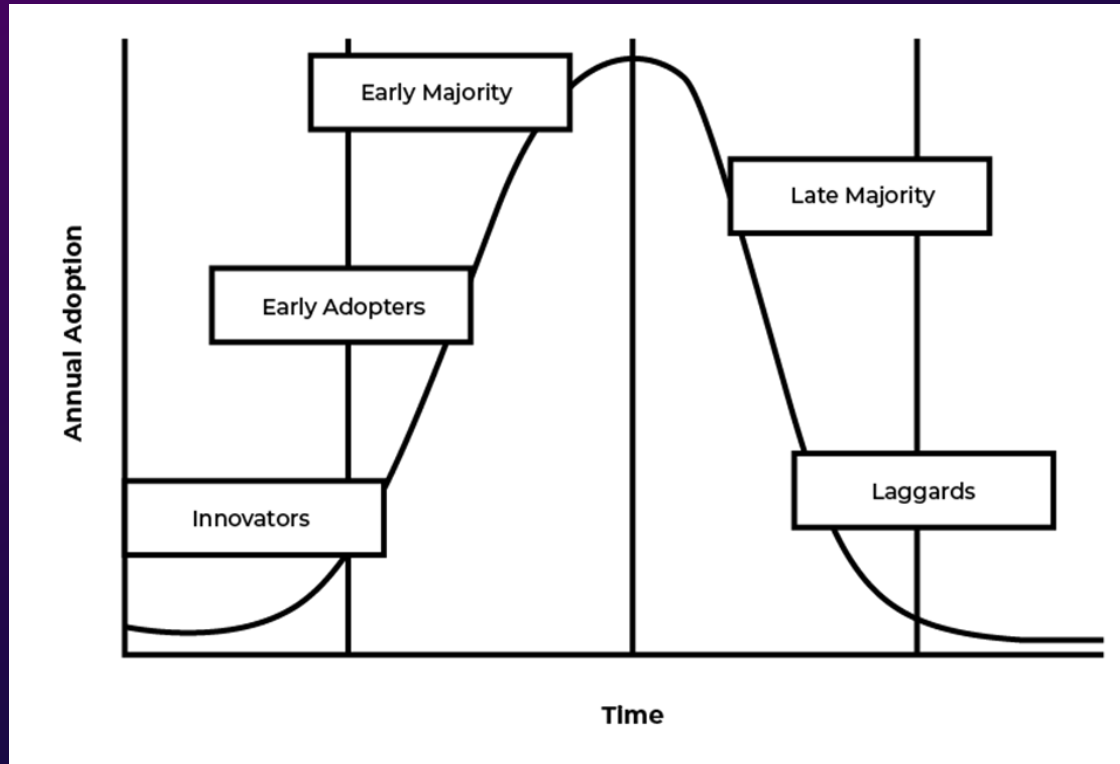 Early Majority
Late Majority
Early Adopters
Annual Adoption
Innovators
Laggards
Time